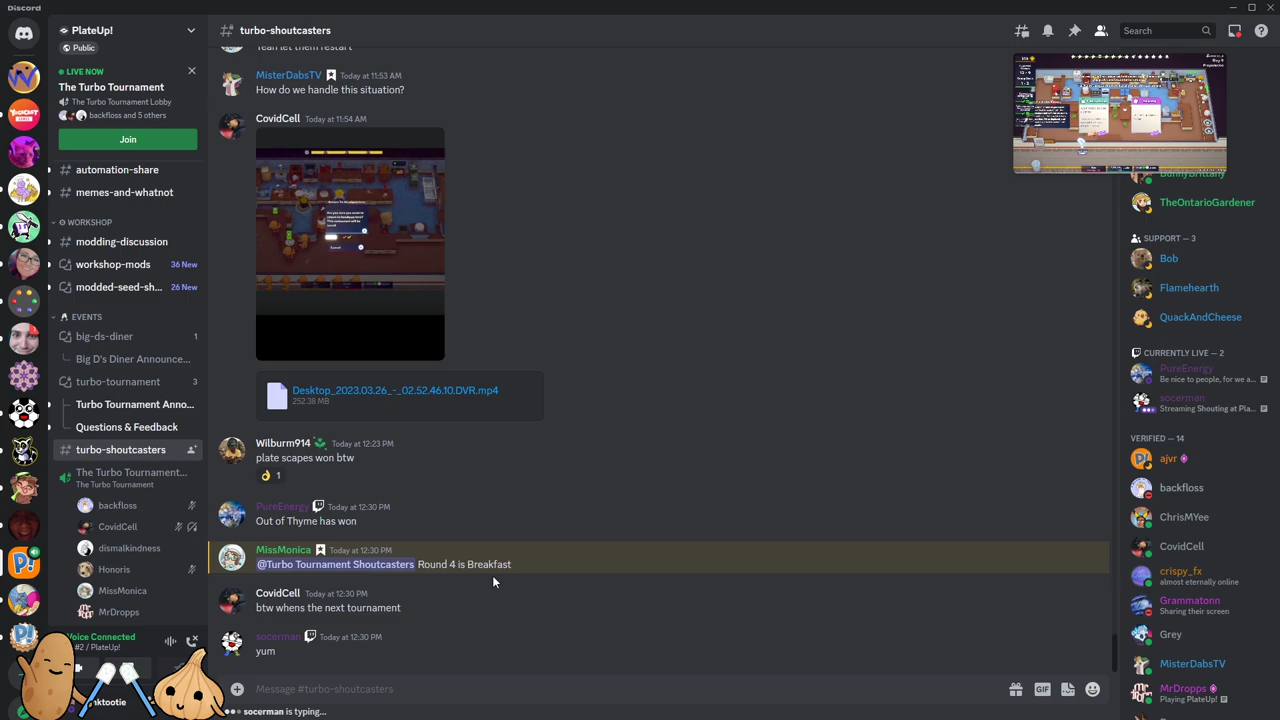 Discord
PlateUp!
Public
LIVE NOW
The Turbo Tournament
The Turbo Tournament Lobby
backfloss and 5 others
Join
automation-share
memes-and-whatnot
WORKSHOP
modding-discussion
workshop-mods
36 New
modded-seed-sh...
26 New
EVENTS
big-ds-diner
1
Big D's Diner Announce...
turbo-tournament
3
Turbo Tournament Anno...
Questions & Feedback
turbo-shoutcasters
The Turbo Tournament...
The Turbo Tournament
backfloss
CovidCell
dismalkindness
Honoris
MissMonica
MrDropps
Voice Connected
#2 / PlateUp!
nktootie
turbo-shoutcasters
Search
Yeah let them restart
MisterDabsTV Today at 11:53 AM
How do we handle this situation?
CovidCell Today at 11:54 AM
Desktop_2023.03.26_-_02.52.46.10.DVR.mp4
252.38 MB
Wilburm914 Today at 12:23 PM
plate scapes won btw
1
PureEnergy Today at 12:30 PM
Out of Thyme has won
MissMonica Today at 12:30 PM
@Turbo Tournament Shoutcasters Round 4 is Breakfast
CovidCell Today at 12:30 PM
btw whens the next tournament
socerman Today at 12:30 PM
yum
Message #turbo-shoutcasters
GIF
socerman is typing...
BunnyBrittany
TheOntarioGardener
SUPPORT — 3
Bob
Flamehearth
QuackAndCheese
CURRENTLY LIVE — 2
PureEnergy
Be nice to people, for we a...
socerman
Streaming Shouting at Pla...
VERIFIED — 14
ajvr
backfloss
ChrisMYee
CovidCell
crispy_fx
almost eternally online
Grammatonn
Sharing their screen
Grey
MisterDabsTV
MrDropps
Playing PlateUp!